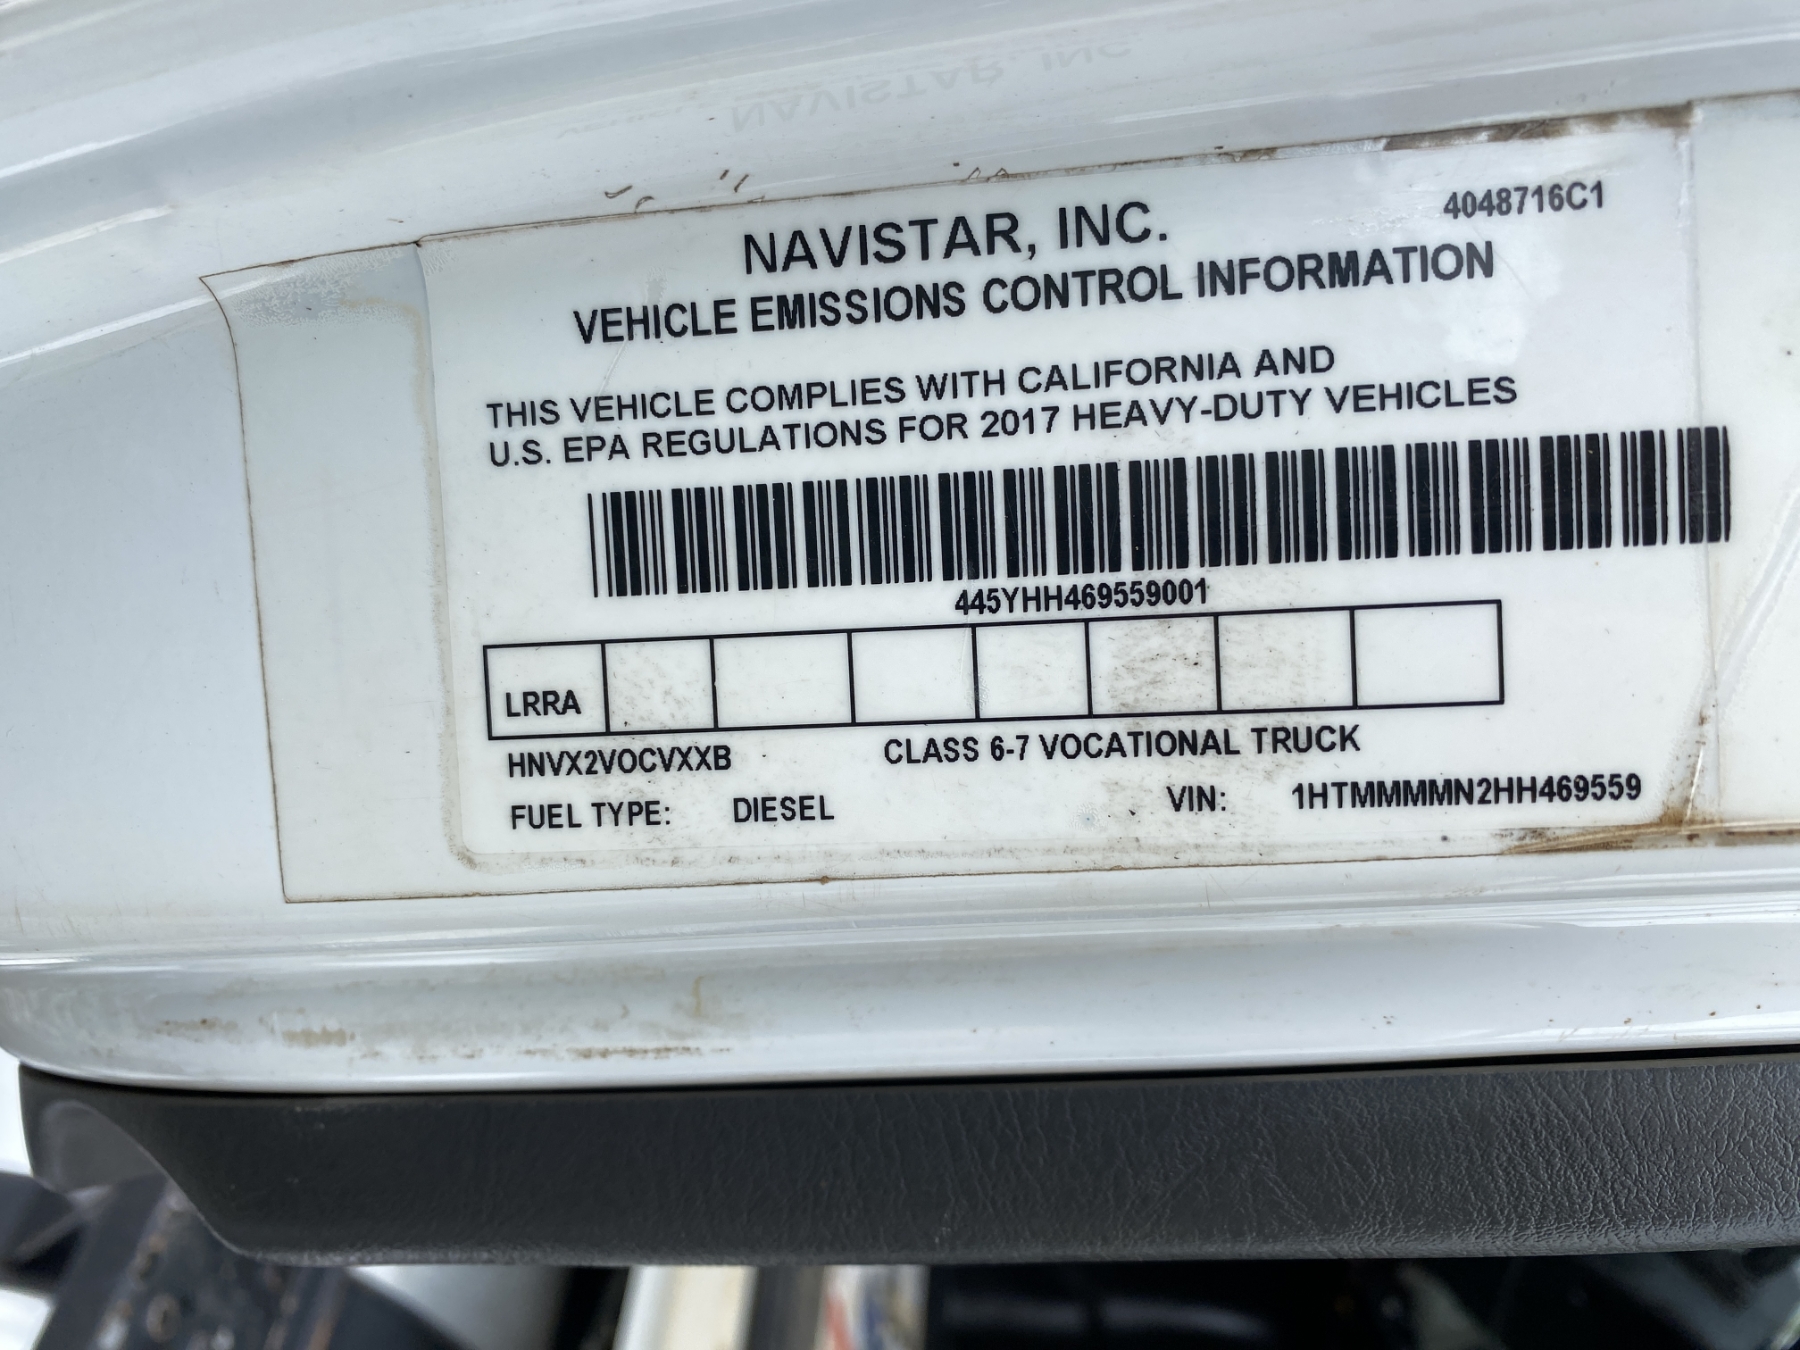 NAVISTAR, INC.
4048716C1
VEHICLE EMISSIONS CONTROL INFORMATION
THIS VEHICLE COMPLIES WITH CALIFORNIA AND
U.S. EPA REGULATIONS FOR 2017 HEAVY-DUTY VEHICLES
445YHH469559001
LRRA
HNVX2VOCVXXB CLASS 6-7 VOCATIONAL TRUCK
FUEL TYPE: DIESEL VIN: 1HTMMMMN2HH469559